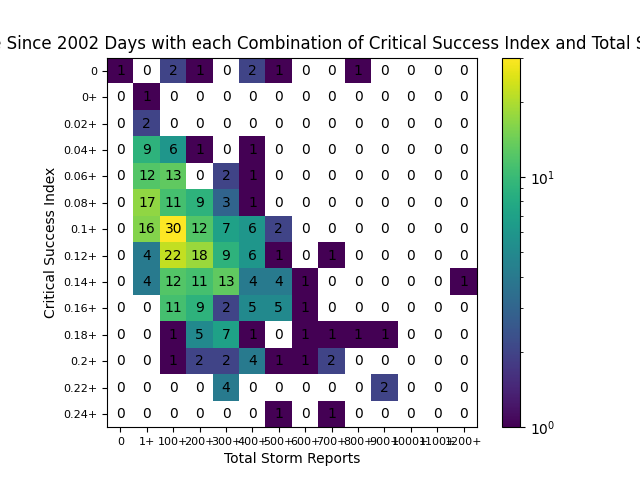 e Since 2002 Days with each Combination of Critical Success Index and Total S
0 1 0 2 1 0 2 1 0 0 1 0 0 0 0
0+ 0 1 0 0 0 0 0 0 0 0 0 0 0 0
0.02+ 0 2 0 0 0 0 0 0 0 0 0 0 0 0
0.04+ 0 9 6 1 0 1 0 0 0 0 0 0 0 0
0.06+ 0 12 13 0 2 1 0 0 0 0 0 0 0 0
0.08+ 0 17 11 9 3 1 0 0 0 0 0 0 0 0
0.1+ 0 16 30 12 7 6 2 0 0 0 0 0 0 0
0.12+ 0 4 22 18 9 6 1 0 1 0 0 0 0 0
0.14+ 0 4 12 11 13 4 4 1 0 0 0 0 0 1
0.16+ 0 0 11 9 2 5 5 1 0 0 0 0 0 0
0.18+ 0 0 1 5 7 1 0 1 1 1 1 0 0 0
0.2+ 0 0 1 2 2 4 1 1 2 0 0 0 0 0
0.22+ 0 0 0 0 4 0 0 0 0 0 2 0 0 0
0.24+ 0 0 0 0 0 0 1 0 1 0 0 0 0 0
0 1+ 100+ 200+ 300+ 400+ 500+ 600+ 700+ 800+ 900+ 1000+ 1100+ 1200+
Total Storm Reports
Critical Success Index
10¹
10⁰